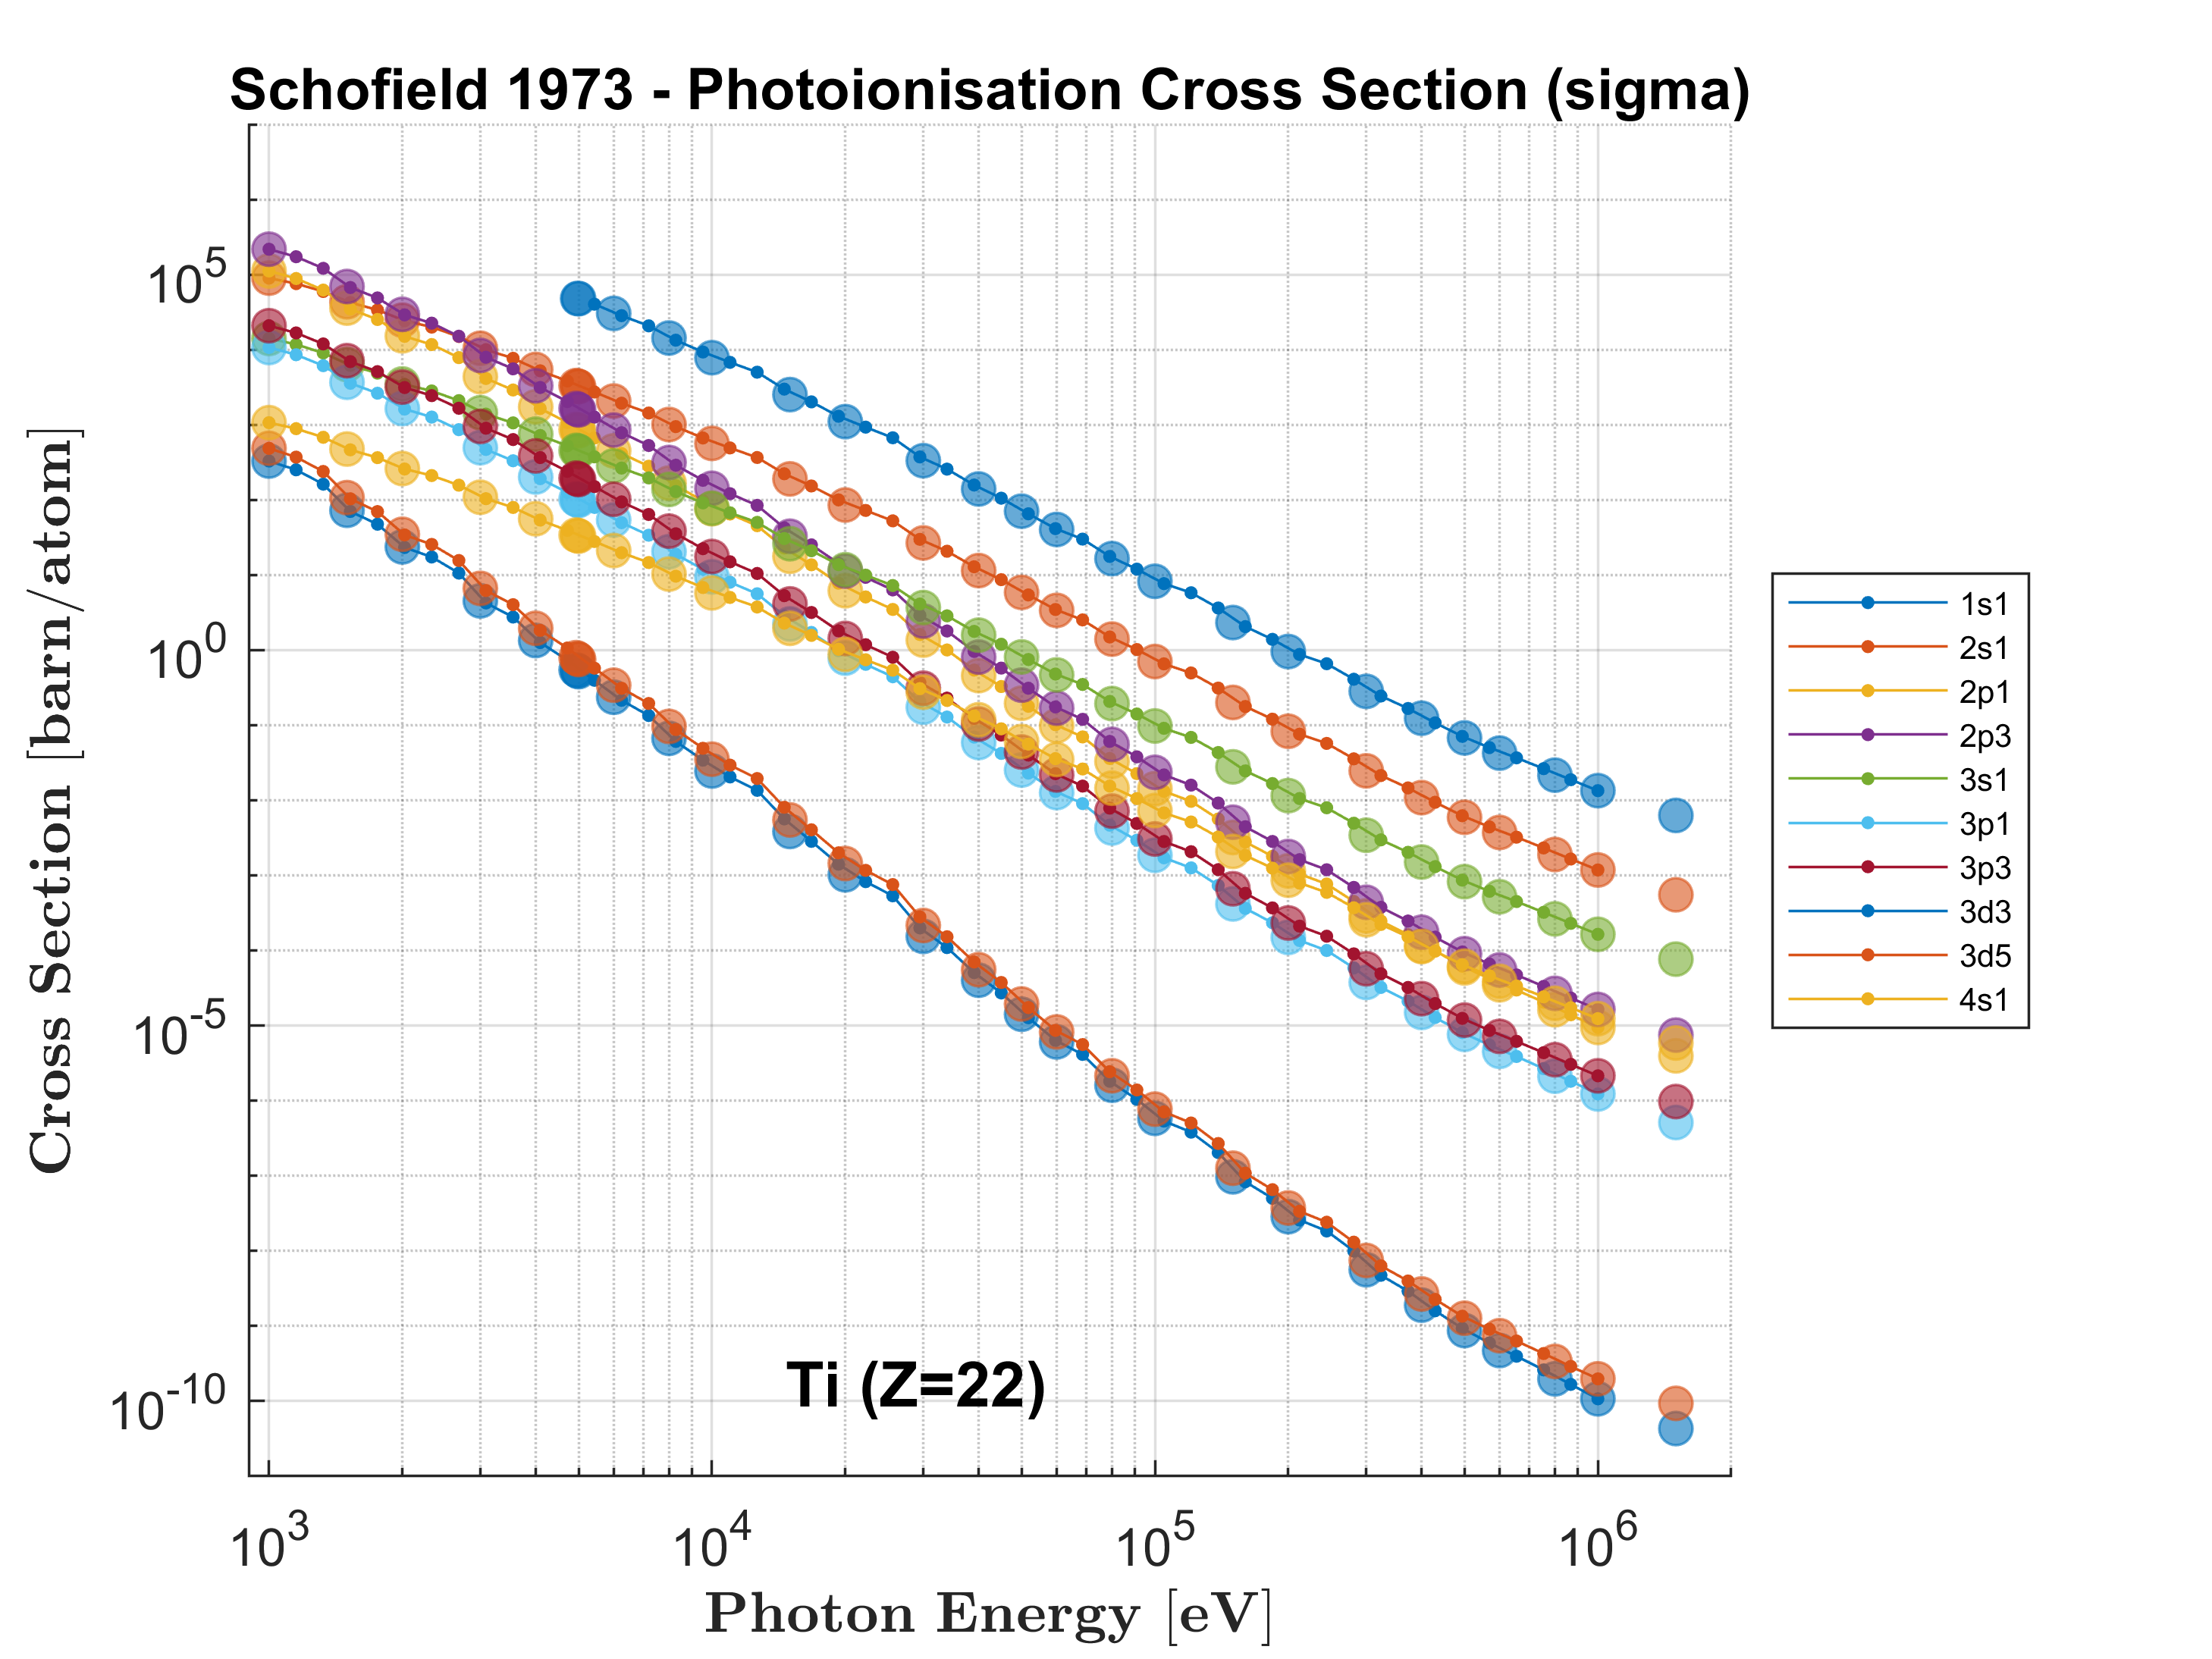 Schofield 1973 - Photoionisation Cross Section (sigma)
Cross Section [barn/atom]
10^5
10^0
10^-5
10^-10
Ti (Z=22)
10^3 10^4 10^5 10^6
Photon Energy [eV]
1s1
2s1
2p1
2p3
3s1
3p1
3p3
3d3
3d5
4s1